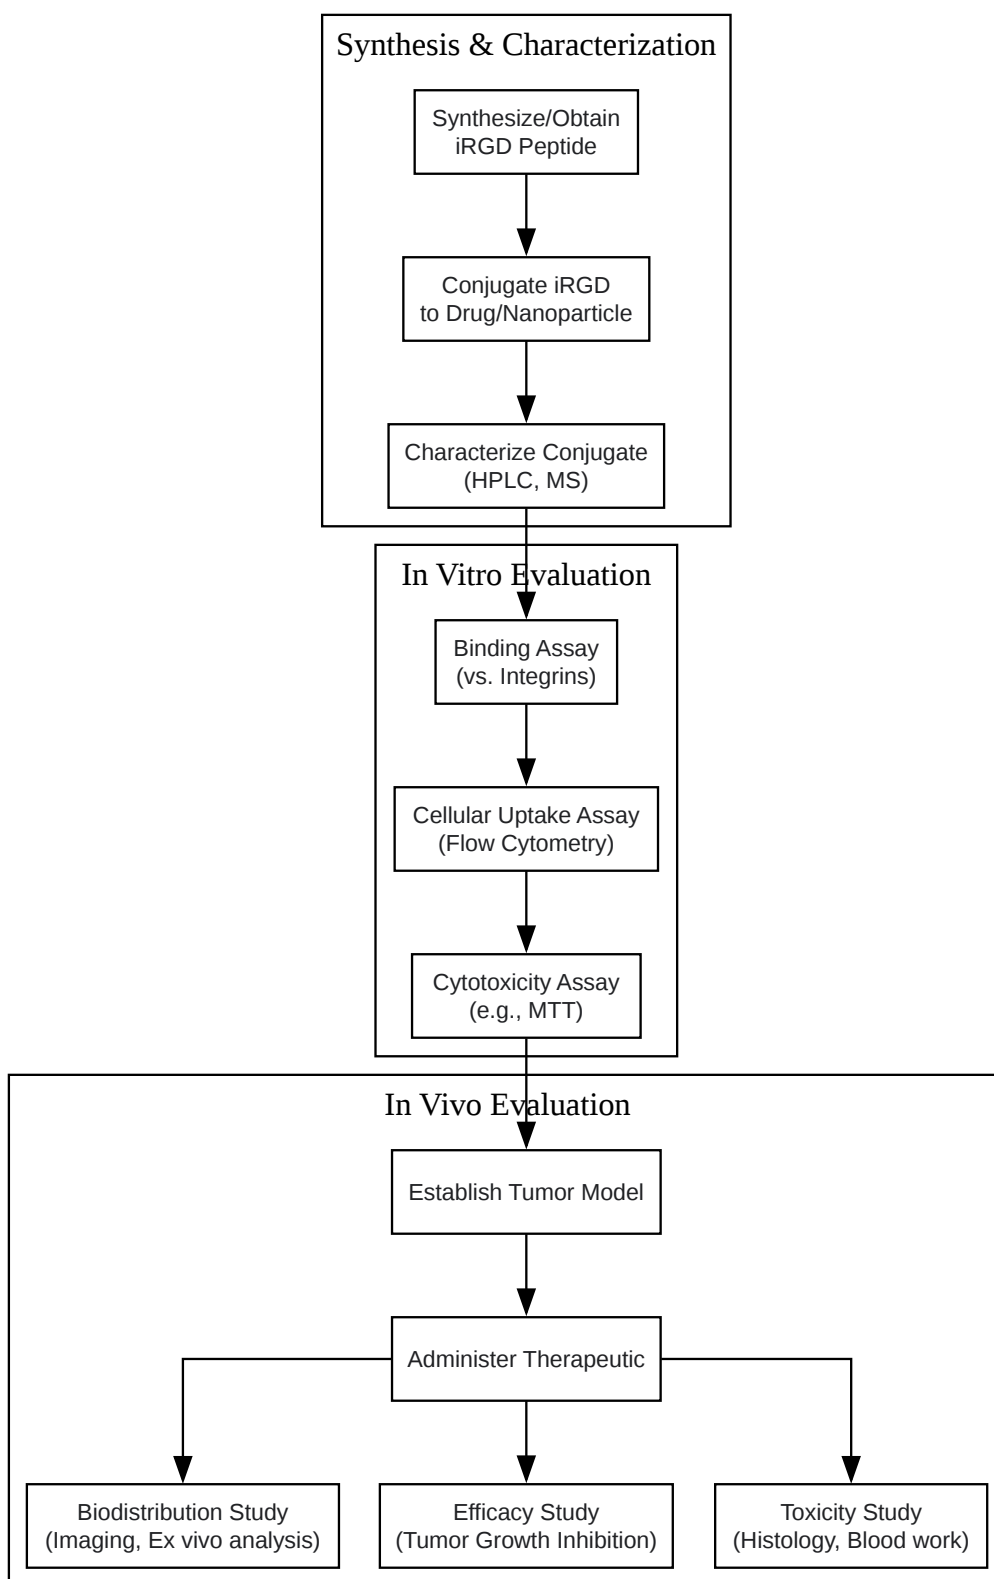 Synthesis & Characterization
Synthesize/Obtain
iRGD Peptide
Conjugate iRGD
to Drug/Nanoparticle
Characterize Conjugate
(HPLC, MS)
In Vitro Evaluation
Binding Assay
(vs. Integrins)
Cellular Uptake Assay
(Flow Cytometry)
Cytotoxicity Assay
(e.g., MTT)
In Vivo Evaluation
Establish Tumor Model
Administer Therapeutic
Biodistribution Study
(Imaging, Ex vivo analysis)
Efficacy Study
(Tumor Growth Inhibition)
Toxicity Study
(Histology, Blood work)